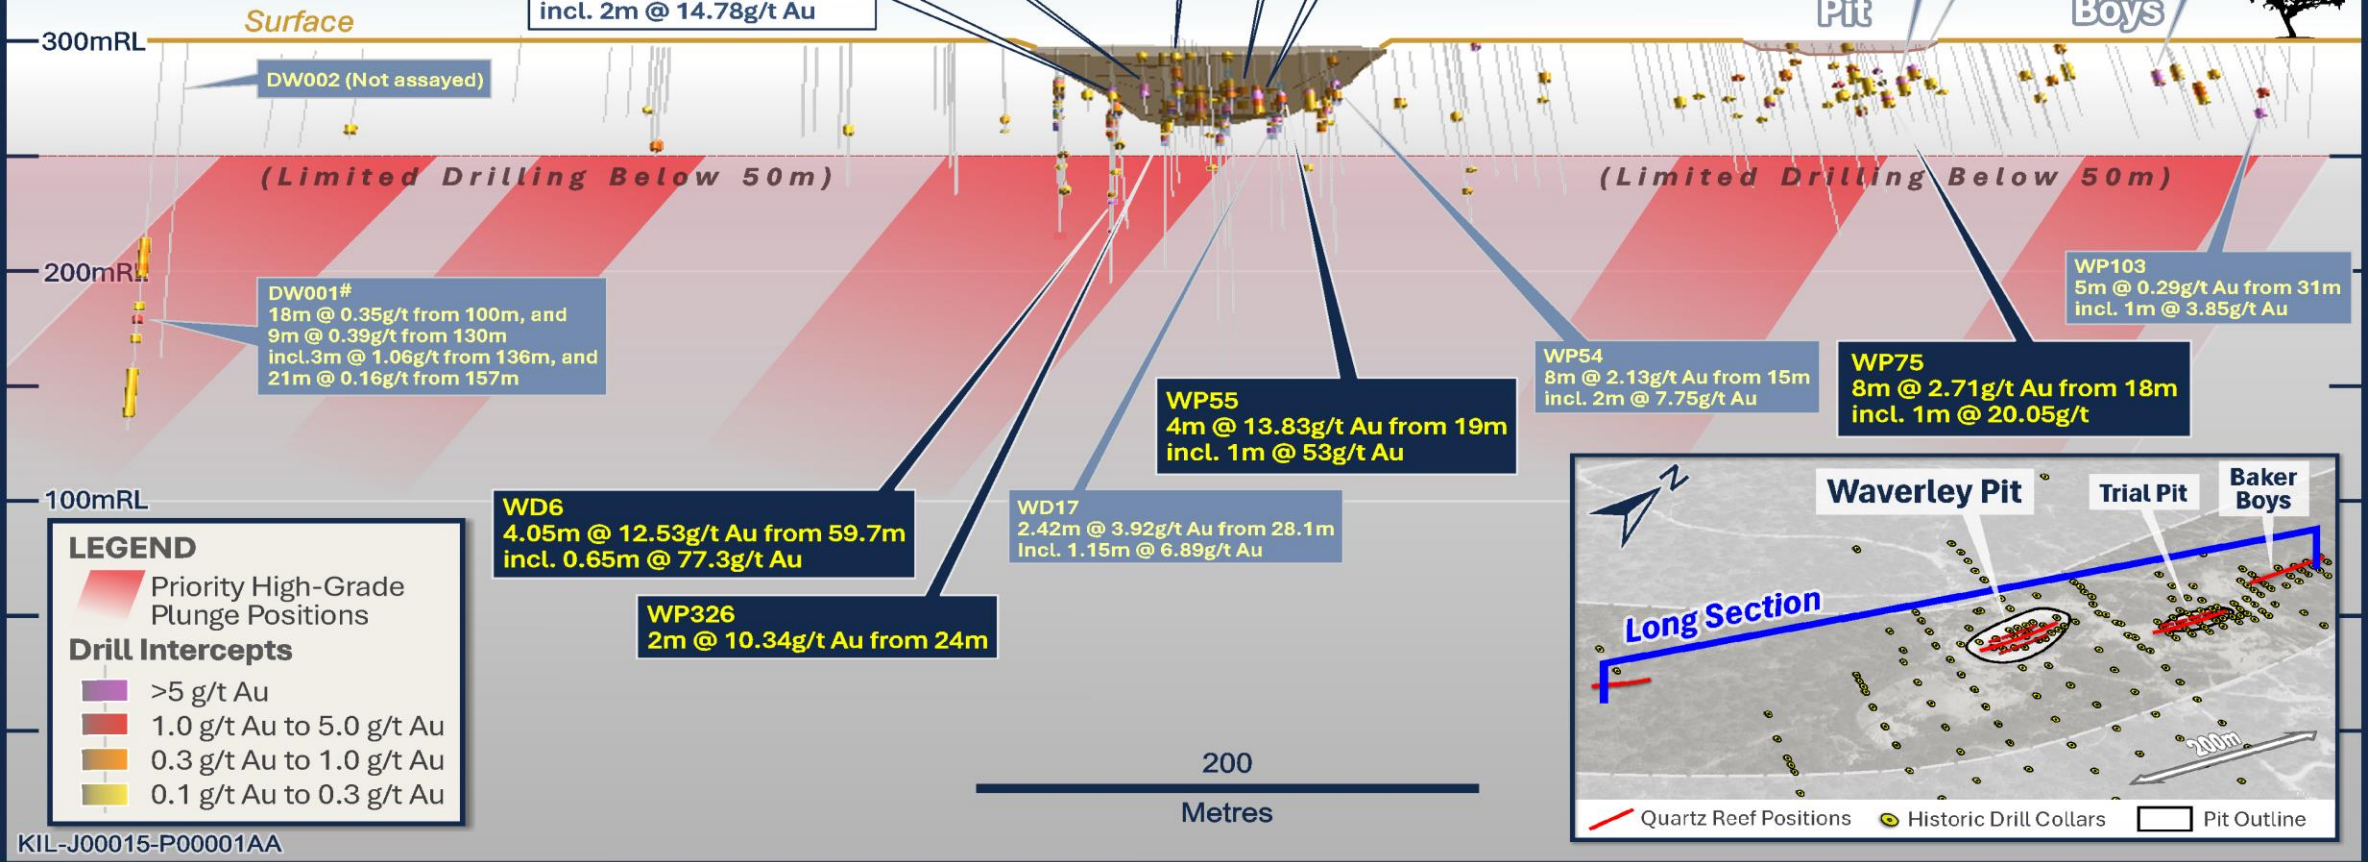 incl. 2m @ 14.78g/t Au
Pit
Boys
Surface
300mRL
DW002 (Not assayed)
(Limited Drilling Below 50m)
(Limited Drilling Below 50m)
200mRL
DW001#
18m @ 0.35g/t from 100m, and
9m @ 0.39g/t from 130m
incl.3m @ 1.06g/t from 136m, and
21m @ 0.16g/t from 157m
WP103
5m @ 0.29g/t Au from 31m
incl. 1m @ 3.85g/t Au
WP54
8m @ 2.13g/t Au from 15m
incl. 2m @ 7.75g/t Au
WP75
8m @ 2.71g/t Au from 18m
incl. 1m @ 20.05g/t
WP55
4m @ 13.83g/t Au from 19m
incl. 1m @ 53g/t Au
100mRL
WD6
4.05m @ 12.53g/t Au from 59.7m
incl. 0.65m @ 77.3g/t Au
WD17
2.42m @ 3.92g/t Au from 28.1m
Incl. 1.15m @ 6.89g/t Au
WP326
2m @ 10.34g/t Au from 24m
LEGEND
Priority High-Grade
Plunge Positions
Drill Intercepts
>5 g/t Au
1.0 g/t Au to 5.0 g/t Au
0.3 g/t Au to 1.0 g/t Au
0.1 g/t Au to 0.3 g/t Au
KIL-J00015-P00001AA
200
Metres
N
Waverley Pit
Trial Pit
Baker
Boys
Long Section
200m
Quartz Reef Positions
Historic Drill Collars
Pit Outline